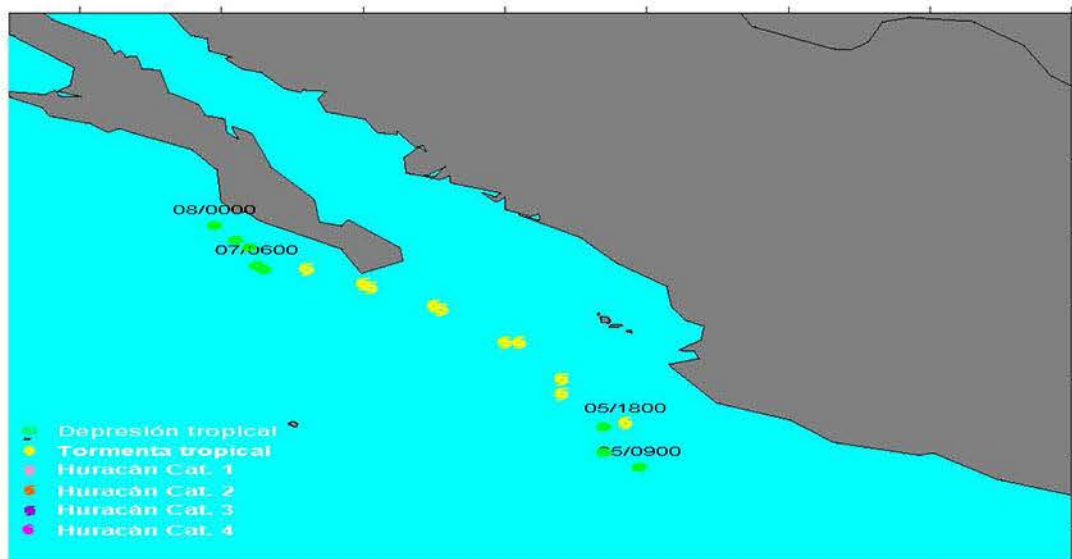 08/0000
07/0600
05/1800
05/0900
Depresión tropical
Tormenta tropical
Huracán Cat. 1
Huracán Cat. 2
Huracán Cat. 3
Huracán Cat. 4